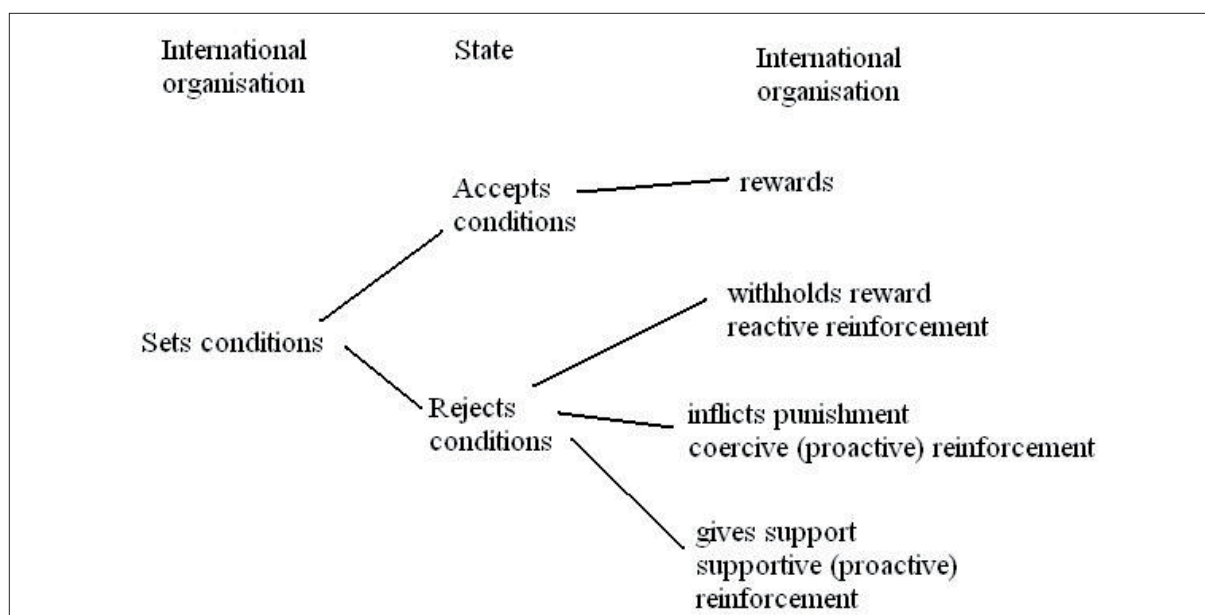 International
organisation
State
International
organisation
Accepts
conditions
rewards
Sets conditions
withholds reward
reactive reinforcement
Rejects
conditions
inflicts punishment
coercive (proactive) reinforcement
gives support
supportive (proactive)
reinforcement